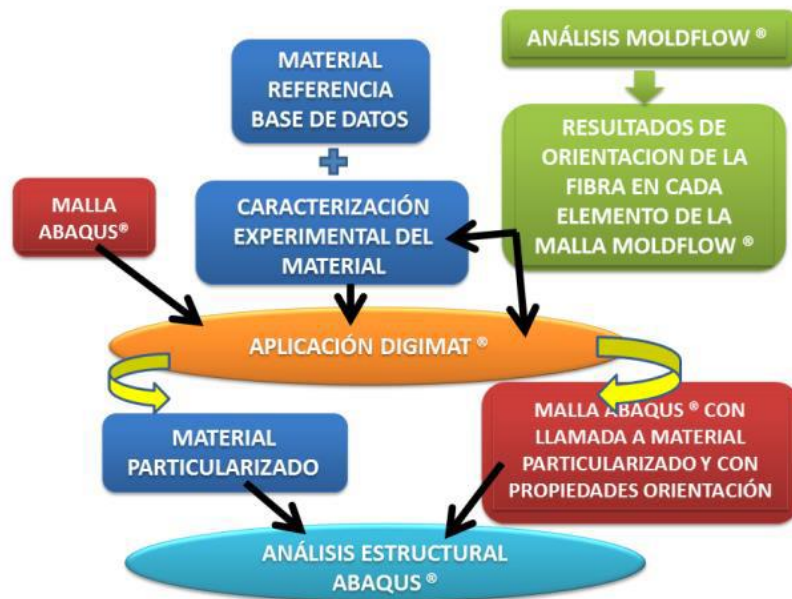 ANÁLISIS MOLDFLOW ®
MATERIAL
REFERENCIA
BASE DE DATOS
RESULTADOS DE
ORIENTACION DE LA
FIBRA EN CADA
ELEMENTO DE LA
MALLA MOLDFLOW ®
MALLA
ABAQUS®
CARACTERIZACIÓN
EXPERIMENTAL DEL
MATERIAL
APLICACIÓN DIGIMAT ®
MATERIAL
PARTICULARIZADO
MALLA ABAQUS ® CON
LLAMADA A MATERIAL
PARTICULARIZADO Y CON
PROPIEDADES ORIENTACIÓN
ANÁLISIS ESTRUCTURAL
ABAQUS ®